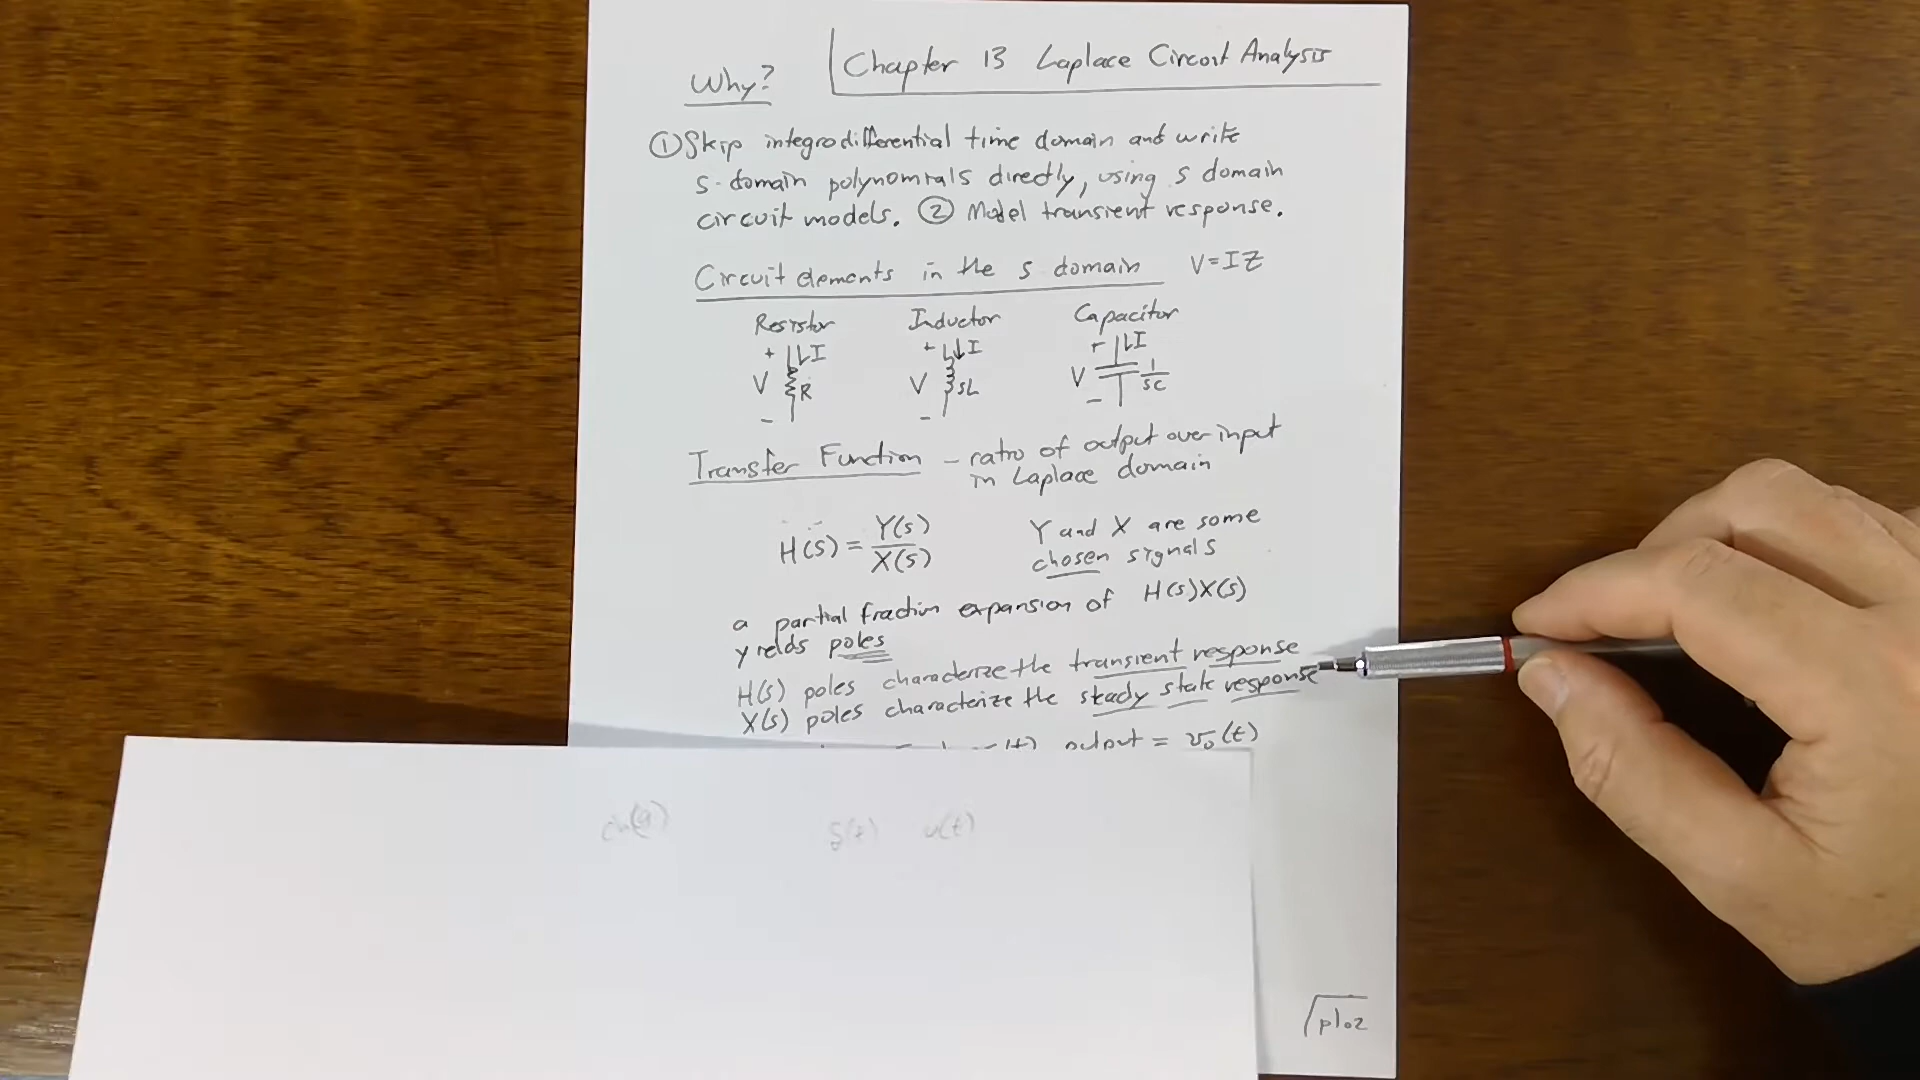 Why?
Chapter 13 Laplace Circuit Analysis
① Skip integrodifferential time domain and write
s-domain polynomials directly, using s domain
circuit models. ② Model transient response.
Circuit elements in the s domain V=IZ
Resistor Inductor Capacitor
+ I + I + I
V R V sL V 1/sC
- - -
Transfer Function - ratio of output over input
in Laplace domain
H(s) = Y(s)/X(s)
Y and X are some
chosen signals
a partial fraction expansion of H(s)X(s)
yields poles
H(s) poles characterize the transient response
X(s) poles characterize the steady state response
output = v₀(t)
δ(t) u(t)
p102